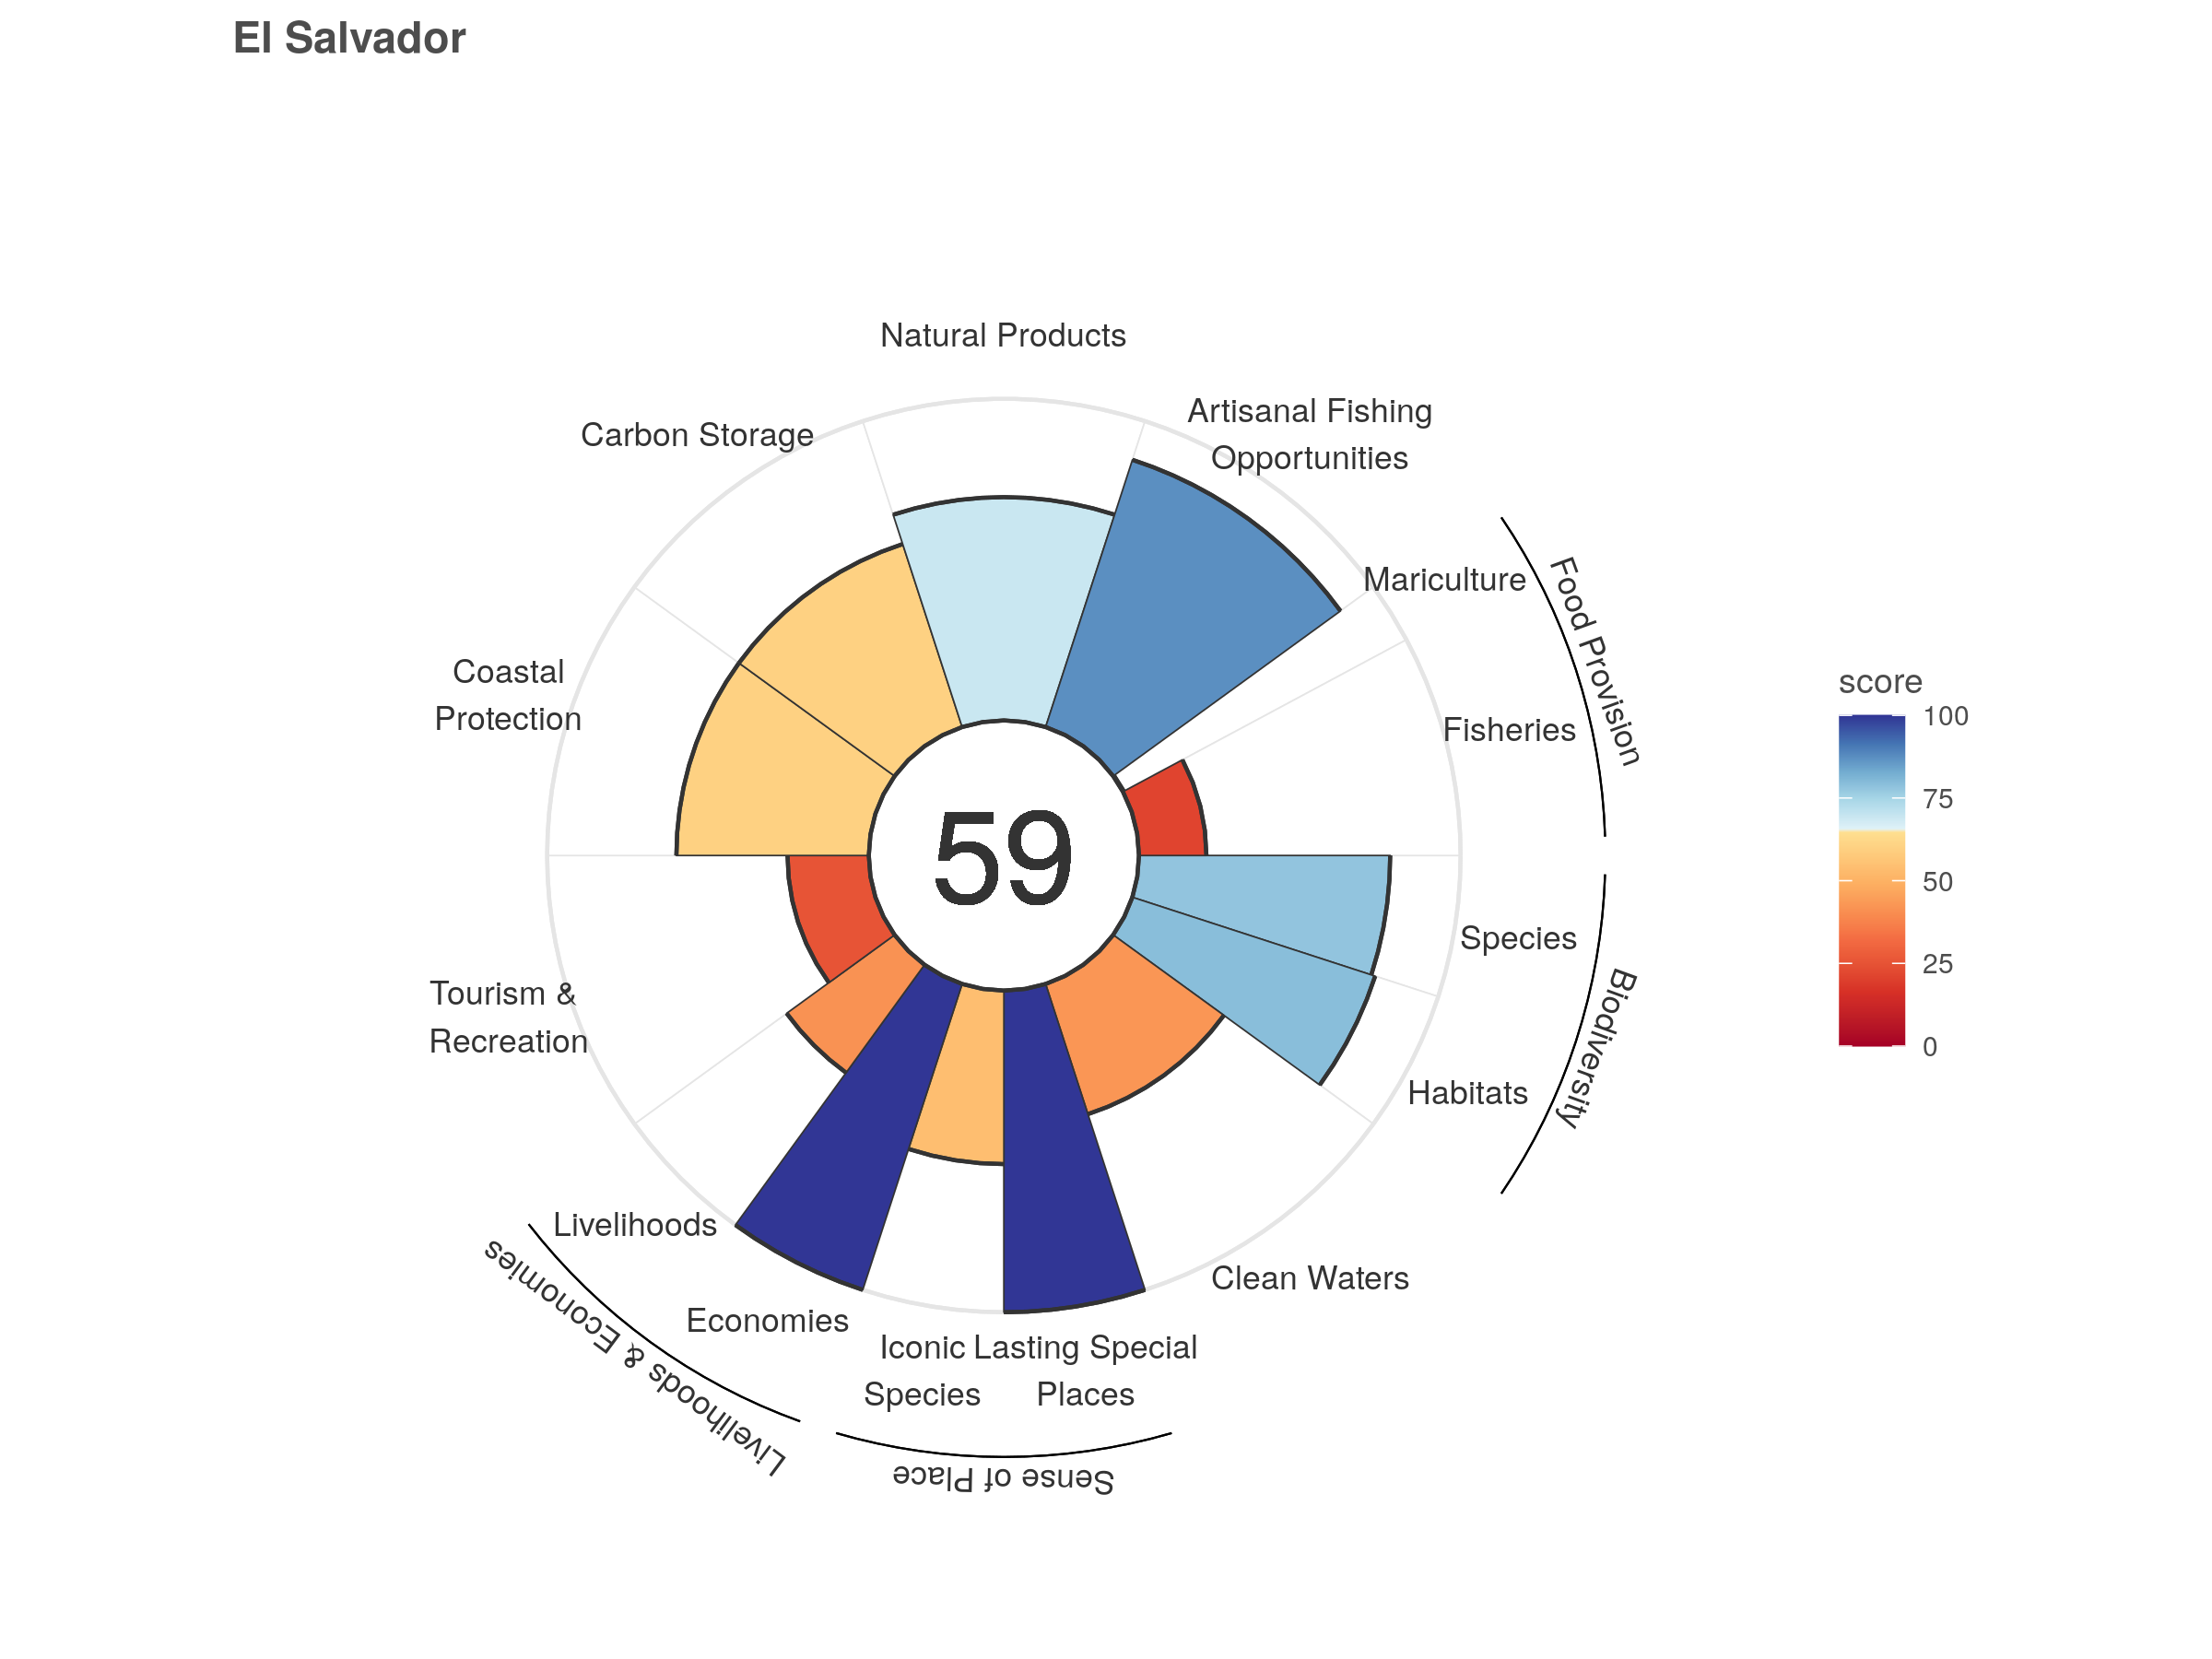 El Salvador
Natural Products
Artisanal Fishing
Opportunities
Carbon Storage
Mariculture
Food Provision
Fisheries
Coastal
Protection
score
100
75
50
25
0
59
Species
Biodiversity
Habitats
Tourism &
Recreation
Livelihoods
Economies
Livelihoods & Economies
Clean Waters
Iconic
Species
Lasting Special
Places
Sense of Place